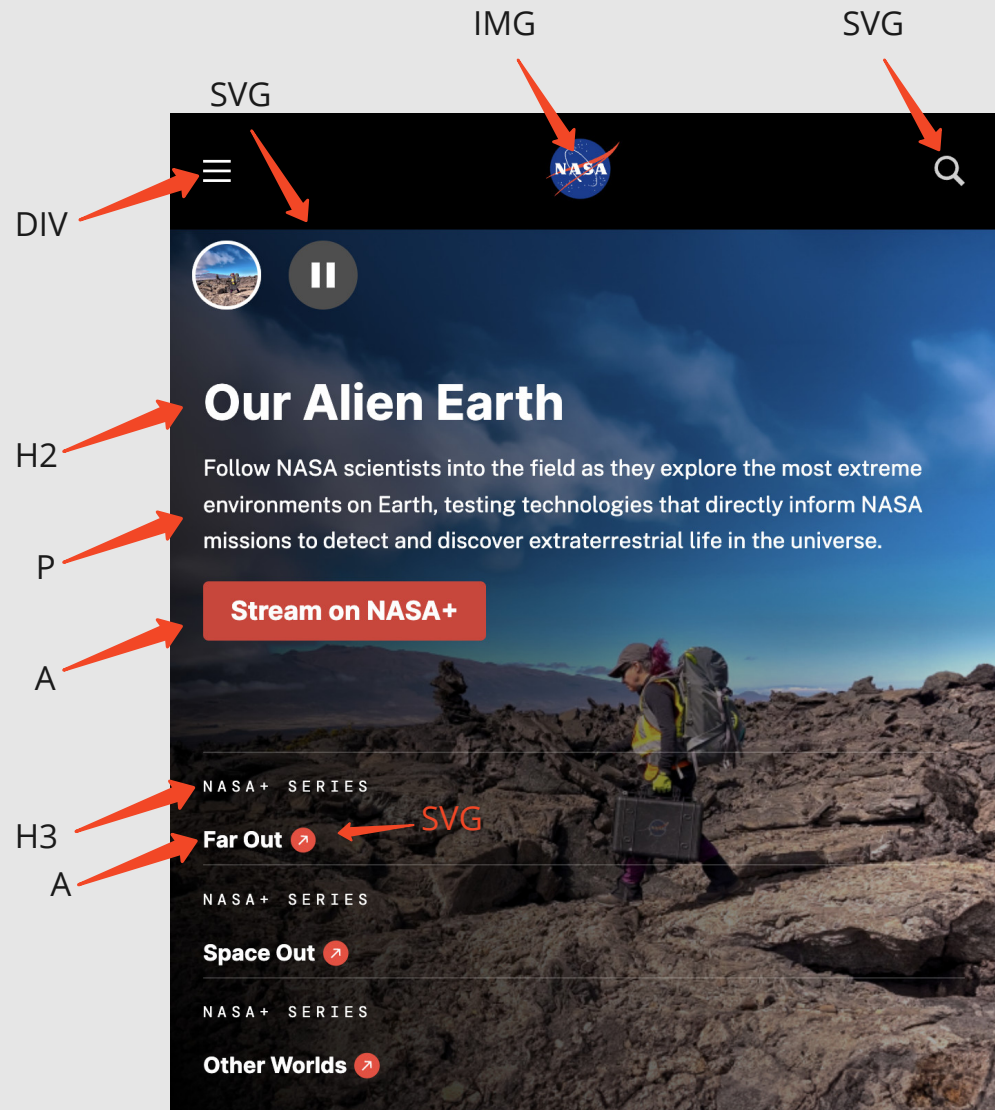 IMG
SVG
SVG
NASA
DIV
Our Alien Earth
H2
Follow NASA scientists into the field as they explore the most extreme
environments on Earth, testing technologies that directly inform NASA
missions to detect and discover extraterrestrial life in the universe.
P
Stream on NASA+
A
NASA+ SERIES
H3
SVG
Far Out
A
NASA+ SERIES
Space Out
NASA+ SERIES
Other Worlds